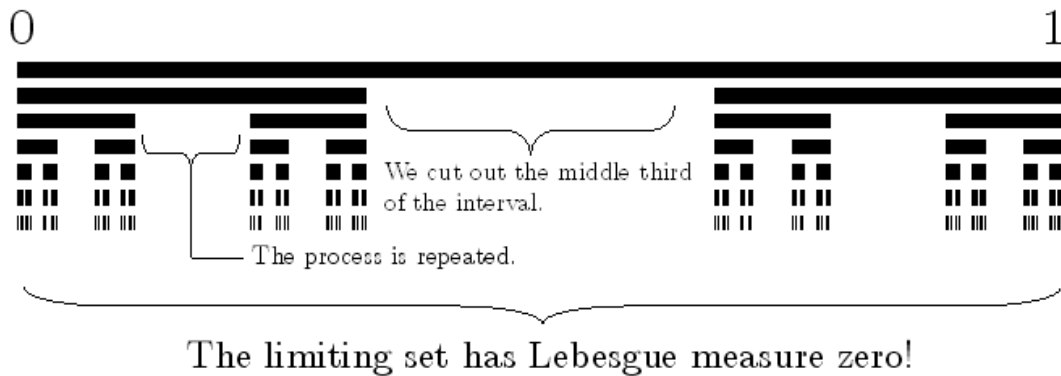 0 1
We cut out the middle third
of the interval.
The process is repeated.
The limiting set has Lebesgue measure zero!